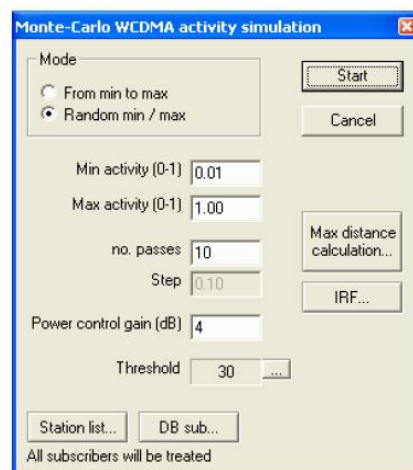 Monte-Carlo WCDMA activity simulation
Mode
From min to max
Random min / max
Start
Cancel
Min activity (0-1) 0.01
Max activity (0-1) 1.00
no. passes 10
Step 0.10
Max distance
calculation...
IRF...
Power control gain (dB) 4
Threshold 30 ...
Station list... DB sub...
All subscribers will be treated